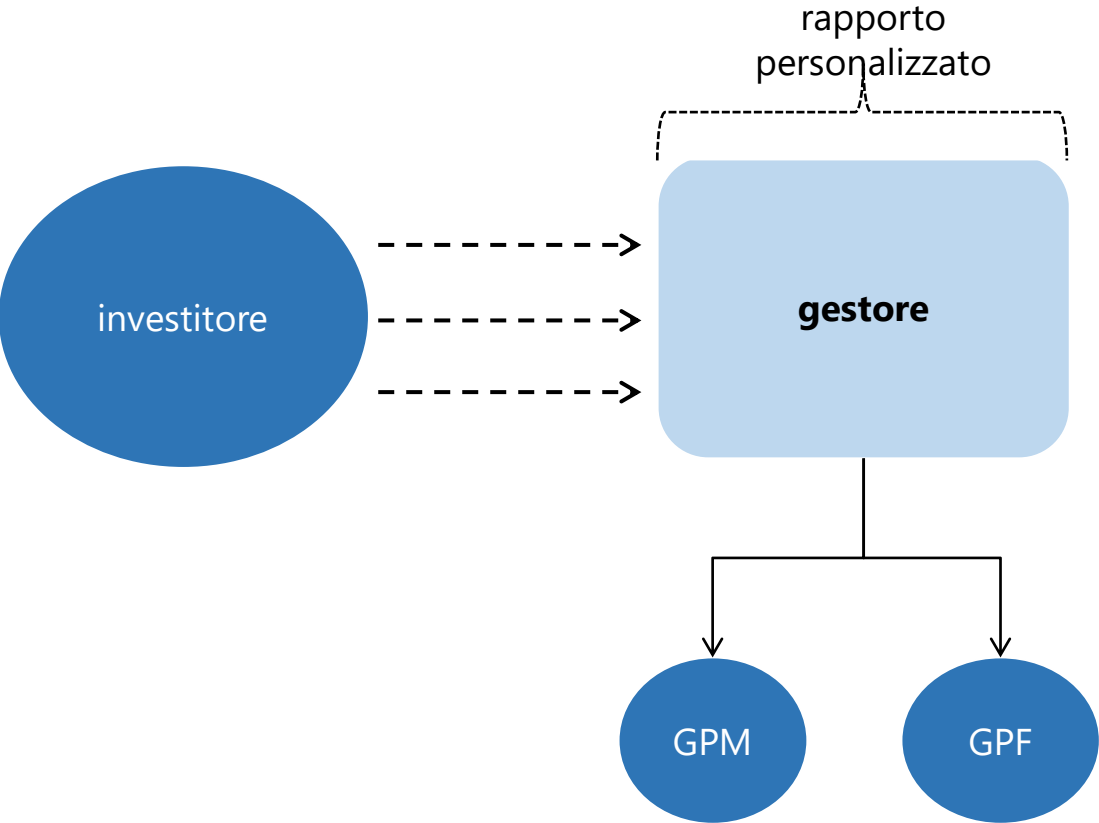 rapporto
personalizzato
investitore
gestore
GPM
GPF